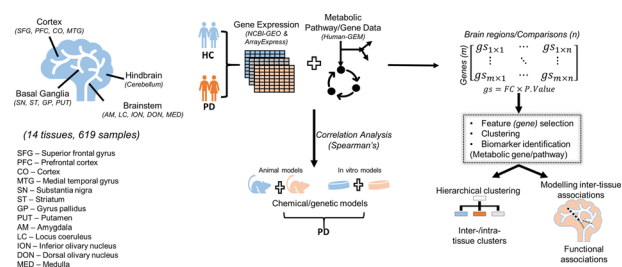 Cortex
(SFG, PFC, CO, MTG)
Hindbrain
(Cerebellum)
Basal Ganglia
(SN, ST, GP, PUT)
Brainstem
(AM, LC, ION, DON, MED)
(14 tissues, 619 samples)
SFG – Superior frontal gyrus
PFC – Prefrontal cortex
CO – Cortex
MTG – Medial temporal gyrus
SN – Substantia nigra
ST – Striatum
GP – Gyrus pallidus
PUT – Putamen
AM – Amygdala
LC – Locus coeruleus
ION – Inferior olivary nucleus
DON – Dorsal olivary nucleus
MED – Medulla
HC
PD
Gene Expression
(NCBI-GEO &
ArrayExpress)
Metabolic
Pathway/Gene Data
(Human-GEM)
Correlation Analysis
(Spearman's)
Animal models
In vitro models
Chemical/genetic models
PD
Brain regions/Comparisons (n)
Genes (m)
gs1×1 ⋯ gs1×n
⋮ ⋱ ⋮
gsm×1 ⋯ gsm×n
gs = FC × P.Value
• Feature (gene) selection
• Clustering
• Biomarker identification
(Metabolic gene/pathway)
Hierarchical clustering
Inter-/intra-
tissue clusters
Modelling inter-tissue
associations
Functional
associations